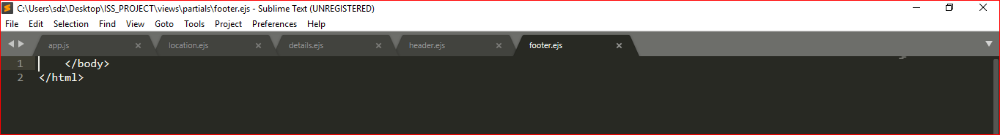 C:\Users\sdz\Desktop\ISS_PROJECT\views\partials\footer.ejs - Sublime Text (UNREGISTERED)
File Edit Selection Find View Goto Tools Project Preferences Help
app.js location.ejs details.ejs header.ejs footer.ejs
1 </body>
2 </html>